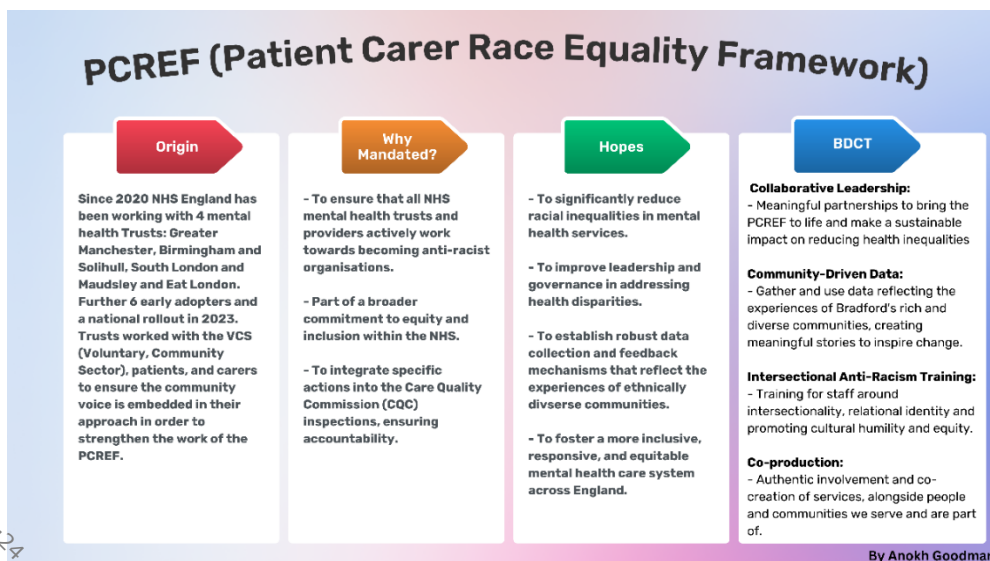 PCREF (Patient Carer Race Equality Framework)
Origin
Since 2020 NHS England has
been working with 4 mental
health Trusts: Greater
Manchester, Birmingham and
Solihull, South London and
Maudsley and Eat London.
Further 6 early adopters and
a national rollout in 2023.
Trusts worked with the VCS
(Voluntary, Community
Sector), patients, and carers
to ensure the community
voice is embedded in their
approach in order to
strengthen the work of the
PCREF.
Why
Mandated?
- To ensure that all NHS
mental health trusts and
providers actively work
towards becoming anti-racist
organisations.
- Part of a broader
commitment to equity and
inclusion within the NHS.
- To integrate specific
actions into the Care Quality
Commission (CQC)
inspections, ensuring
accountability.
Hopes
- To significantly reduce
racial inequalities in mental
health services.
- To improve leadership and
governance in addressing
health disparities.
- To establish robust data
collection and feedback
mechanisms that reflect the
experiences of ethnically
diverse communities.
- To foster a more inclusive,
responsive, and equitable
mental health care system
across England.
BDCT
Collaborative Leadership:
- Meaningful partnerships to bring the
PCREF to life and make a sustainable
impact on reducing health inequalities
Community-Driven Data:
- Gather and use data reflecting the
experiences of Bradford's rich and
diverse communities, creating
meaningful stories to inspire change.
Intersectional Anti-Racism Training:
- Training for staff around
intersectionality, relational identity and
promoting cultural humility and equity.
Co-production:
- Authentic involvement and co-
creation of services, alongside people
and communities we serve and are part
of.
24
By Anokh Goodman